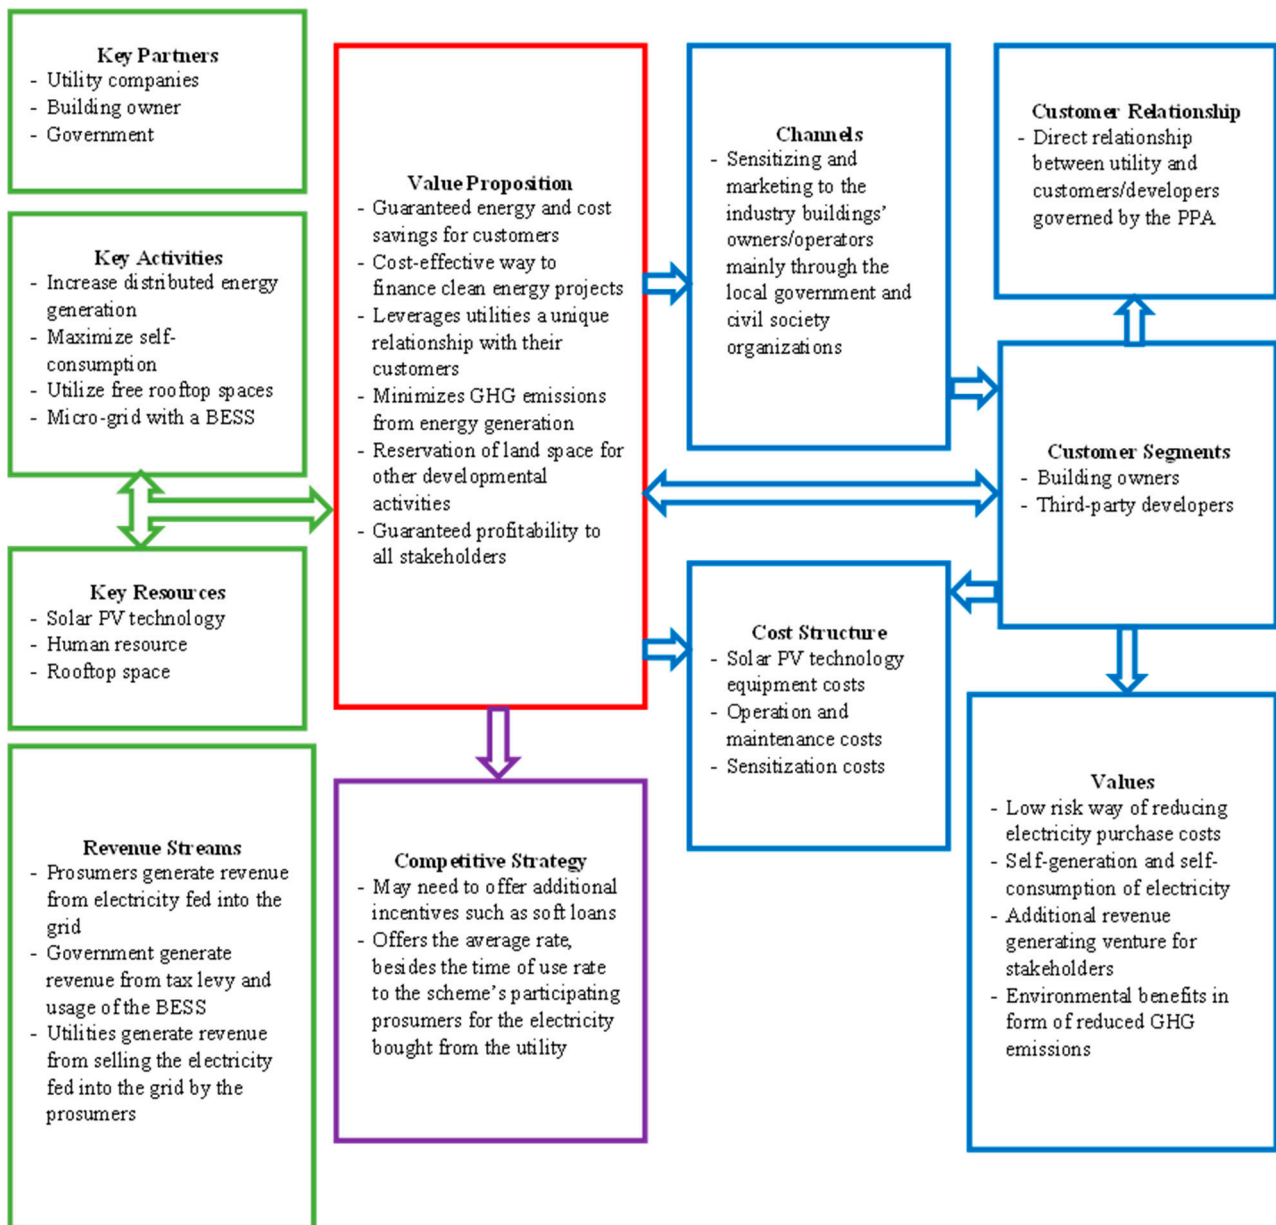 Key Partners
- Utility companies
- Building owner
- Government
Key Activities
- Increase distributed energy
generation
- Maximize self-
consumption
- Utilize free rooftop spaces
- Micro-grid with a BESS
Key Resources
- Solar PV technology
- Human resource
- Rooftop space
Revenue Streams
- Prosumers generate revenue
from electricity fed into the
grid
- Government generate
revenue from tax levy and
usage of the BESS
- Utilities generate revenue
from selling the electricity
fed into the grid by the
prosumers
Value Proposition
- Guaranteed energy and cost
savings for customers
- Cost-effective way to
finance clean energy projects
- Leverages utilities a unique
relationship with their
customers
- Minimizes GHG emissions
from energy generation
- Reservation of land space for
other developmental
activities
- Guaranteed profitability to
all stakeholders
Competitive Strategy
- May need to offer additional
incentives such as soft loans
- Offers the average rate,
besides the time of use rate
to the scheme’s participating
prosumers for the electricity
bought from the utility
Channels
- Sensitizing and
marketing to the
industry buildings’
owners/operators
mainly through the
local government and
civil society
organizations
Cost Structure
- Solar PV technology
equipment costs
- Operation and
maintenance costs
- Sensitization costs
Customer Relationship
- Direct relationship
between utility and
customers/developers
governed by the PPA
Customer Segments
- Building owners
- Third-party developers
Values
- Low risk way of reducing
electricity purchase costs
- Self-generation and self-
consumption of electricity
- Additional revenue
generating venture for
stakeholders
- Environmental benefits in
form of reduced GHG
emissions